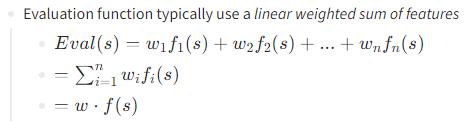 Evaluation function typically use a linear weighted sum of features
Eval(s) = w₁f₁(s) + w₂f₂(s) + ... + wₙfₙ(s)
= ∑ⁿᵢ₌₁ wᵢfᵢ(s)
= w · f(s)